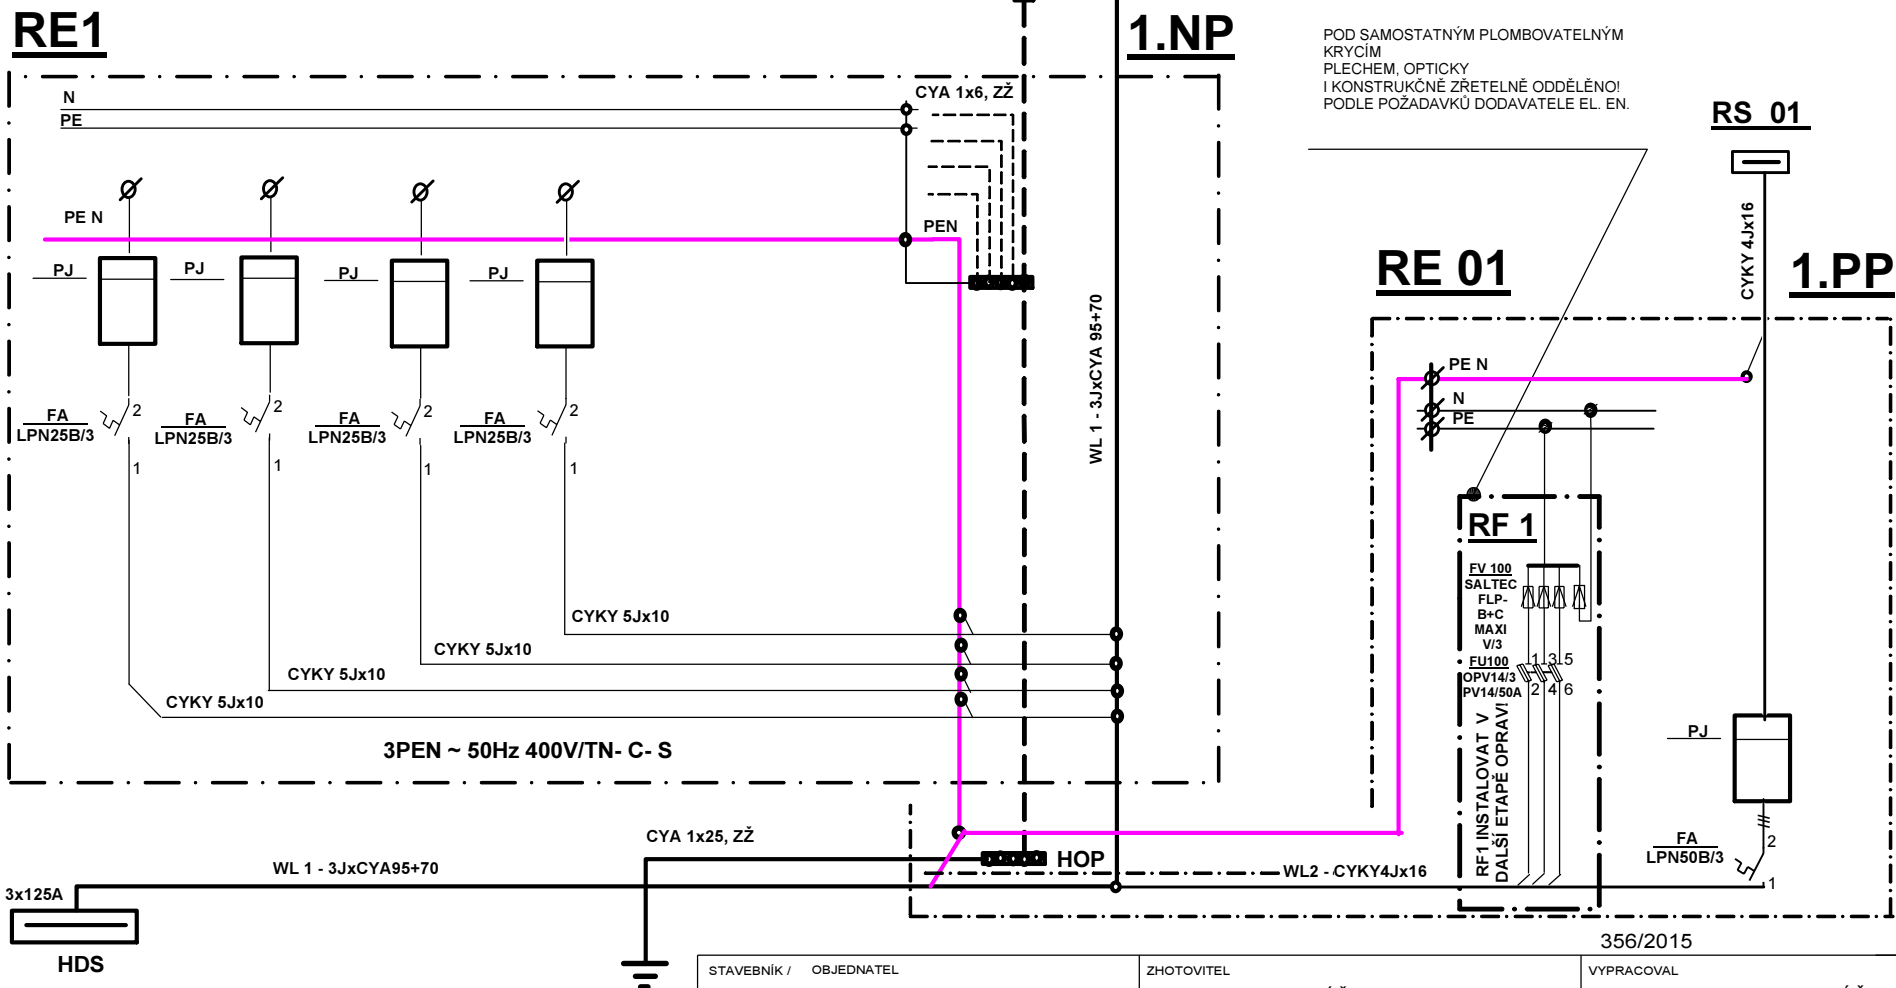 RE1
1.NP
POD SAMOSTATNÝM PLOMBOVATELNÝM
KRYCÍM
PLECHEM, OPTICKY
I KONSTRUKČNĚ ZŘETELNĚ ODDĚLĚNO!
PODLE POŽADAVKŮ DODAVATELE EL. EN.
RS 01
N
PE
CYA 1x6, ZŽ
PE N
PEN
PJ
PJ
PJ
PJ
FA
LPN25B/3
2
1
FA
LPN25B/3
2
1
FA
LPN25B/3
2
1
FA
LPN25B/3
2
1
WL 1 - 3JxCYA 95+70
CYKY 5Jx10
CYKY 5Jx10
CYKY 5Jx10
CYKY 5Jx10
3PEN ~ 50Hz 400V/TN- C- S
RE 01
1.PP
CYKY 4Jx16
PE N
N
PE
RF 1
FV 100
SALTEC
FLP-
B+C
MAXI
V/3
FU100
OPV14/3
PV14/50A
1 3 5
2 4 6
RF1 INSTALOVAT V
DALŠÍ ETAPĚ OPRAV!
PJ
FA
LPN50B/3
2
1
CYA 1x25, ZŽ
HOP
WL 1 - 3JxCYA95+70
WL2 - CYKY4Jx16
3x125A
HDS
356/2015
STAVEBNÍK / OBJEDNATEL
ZHOTOVITEL
VYPRACOVAL